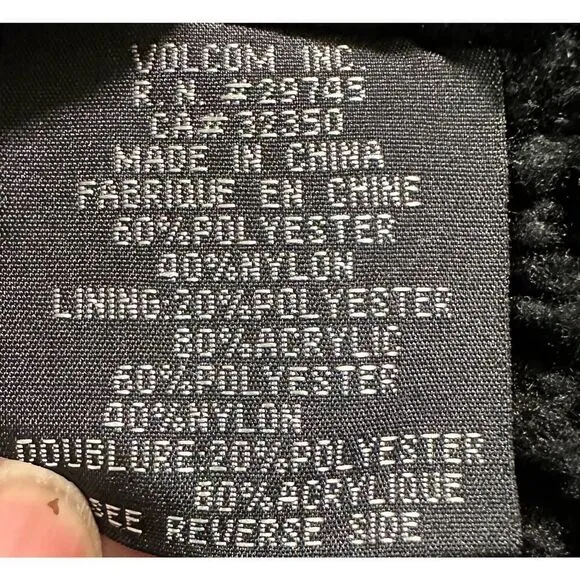 VOLCOM INC.
R.N. #29745
CA# 32350
MADE IN CHINA
FABRIQUE EN CHINE
60%POLYESTER
40%NYLON
LINING:20%POLYESTER
80%ACRYLIC
60%POLYESTER
40%NYLON
DOUBLURE:20%POLYESTER
80%ACRYLIQUE
SEE REVERSE SIDE